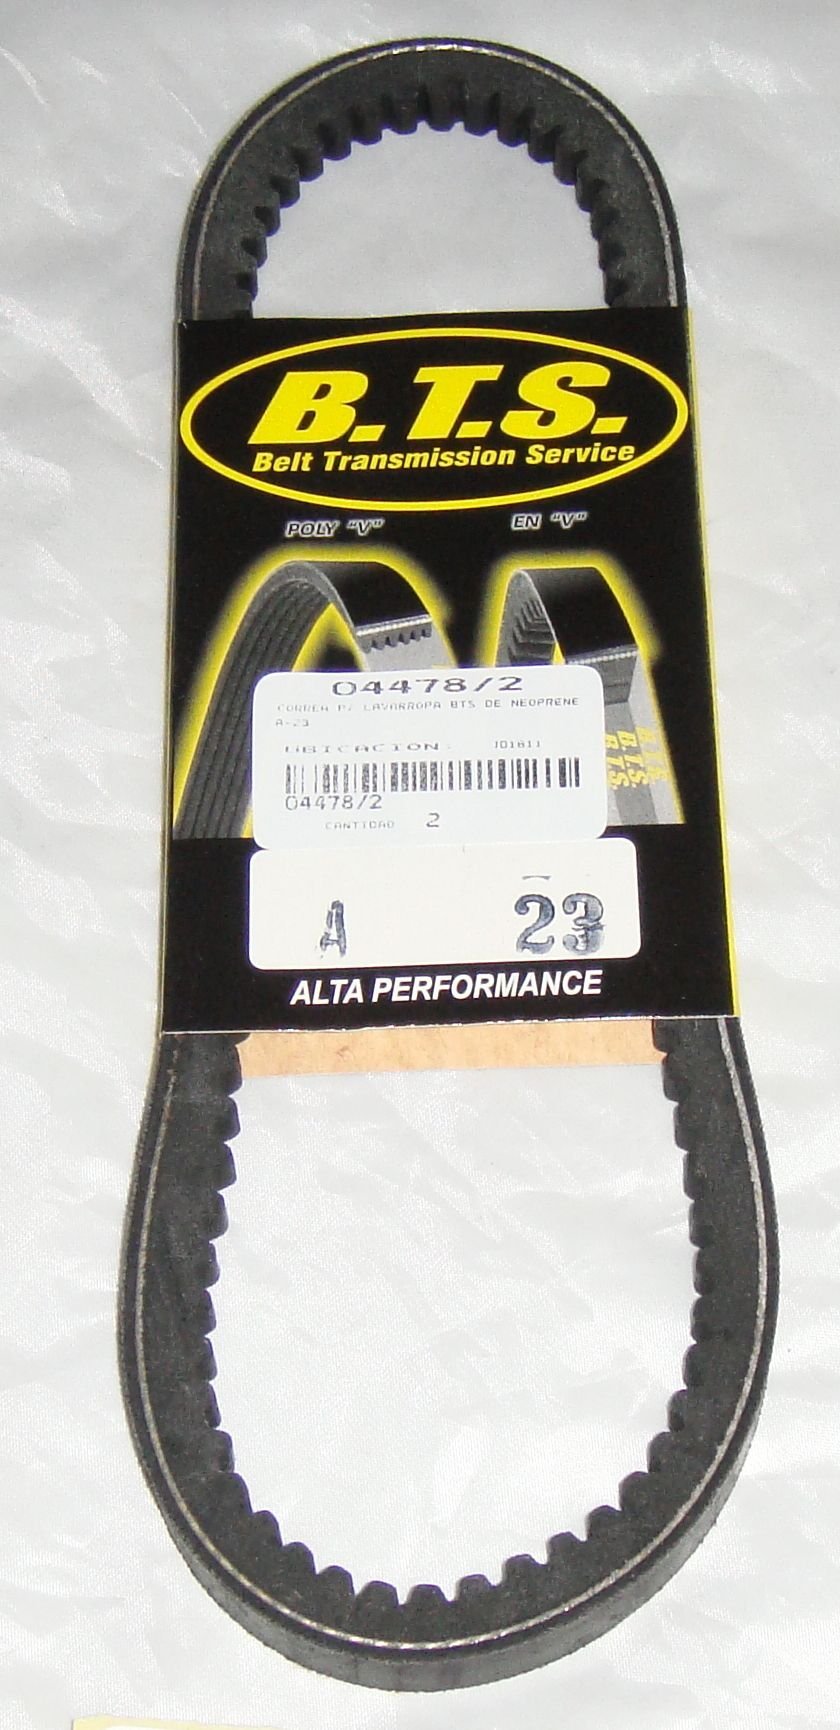 B.T.S.
Belt Transmission Service
POLY "V" EN "V"
04478/2
CORREA P/ LAVARROPA BTS DE NEOPRENE
A-23
UBICACION: J01611
04478/2
CANTIDAD 2
B.T.S.
B.T.S.
B.T.S.
A 23
ALTA PERFORMANCE